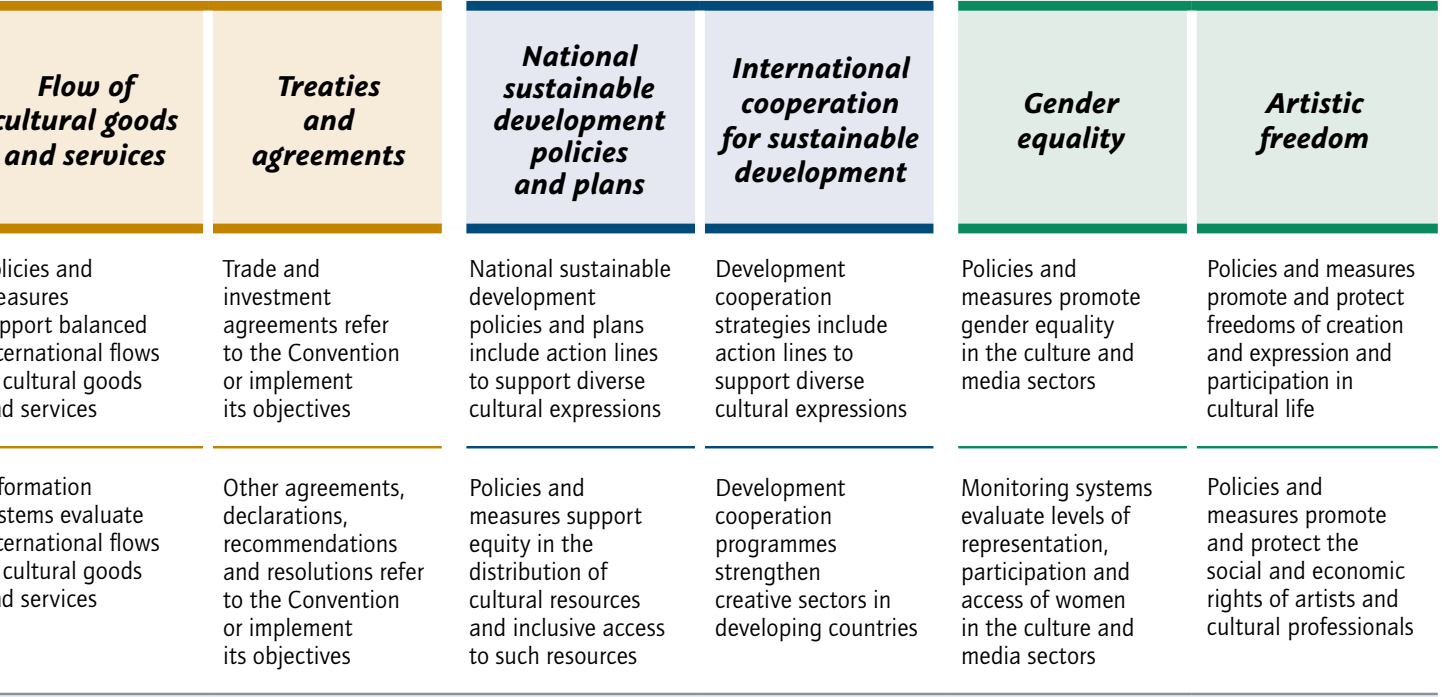 Flow of
cultural goods
and services
Treaties
and
agreements
National
sustainable
development
policies
and plans
International
cooperation
for sustainable
development
Gender
equality
Artistic
freedom
and
balanced
flows
cultural goods
services
Trade and
investment
agreements refer
to the Convention
or implement
its objectives
National sustainable
development
policies and plans
include action lines
to support diverse
cultural expressions
Development
cooperation
strategies include
action lines to
support diverse
cultural expressions
Policies and
measures promote
gender equality
in the culture and
media sectors
Policies and measures
promote and protect
freedoms of creation
and expression and
participation in
cultural life
evaluate
flows
cultural goods
services
Other agreements,
declarations,
recommendations
and resolutions refer
to the Convention
or implement
its objectives
Policies and
measures support
equity in the
distribution of
cultural resources
and inclusive access
to such resources
Development
cooperation
programmes
strengthen
creative sectors in
developing countries
Monitoring systems
evaluate levels of
representation,
participation and
access of women
in the culture and
media sectors
Policies and
measures promote
and protect the
social and economic
rights of artists and
cultural professionals